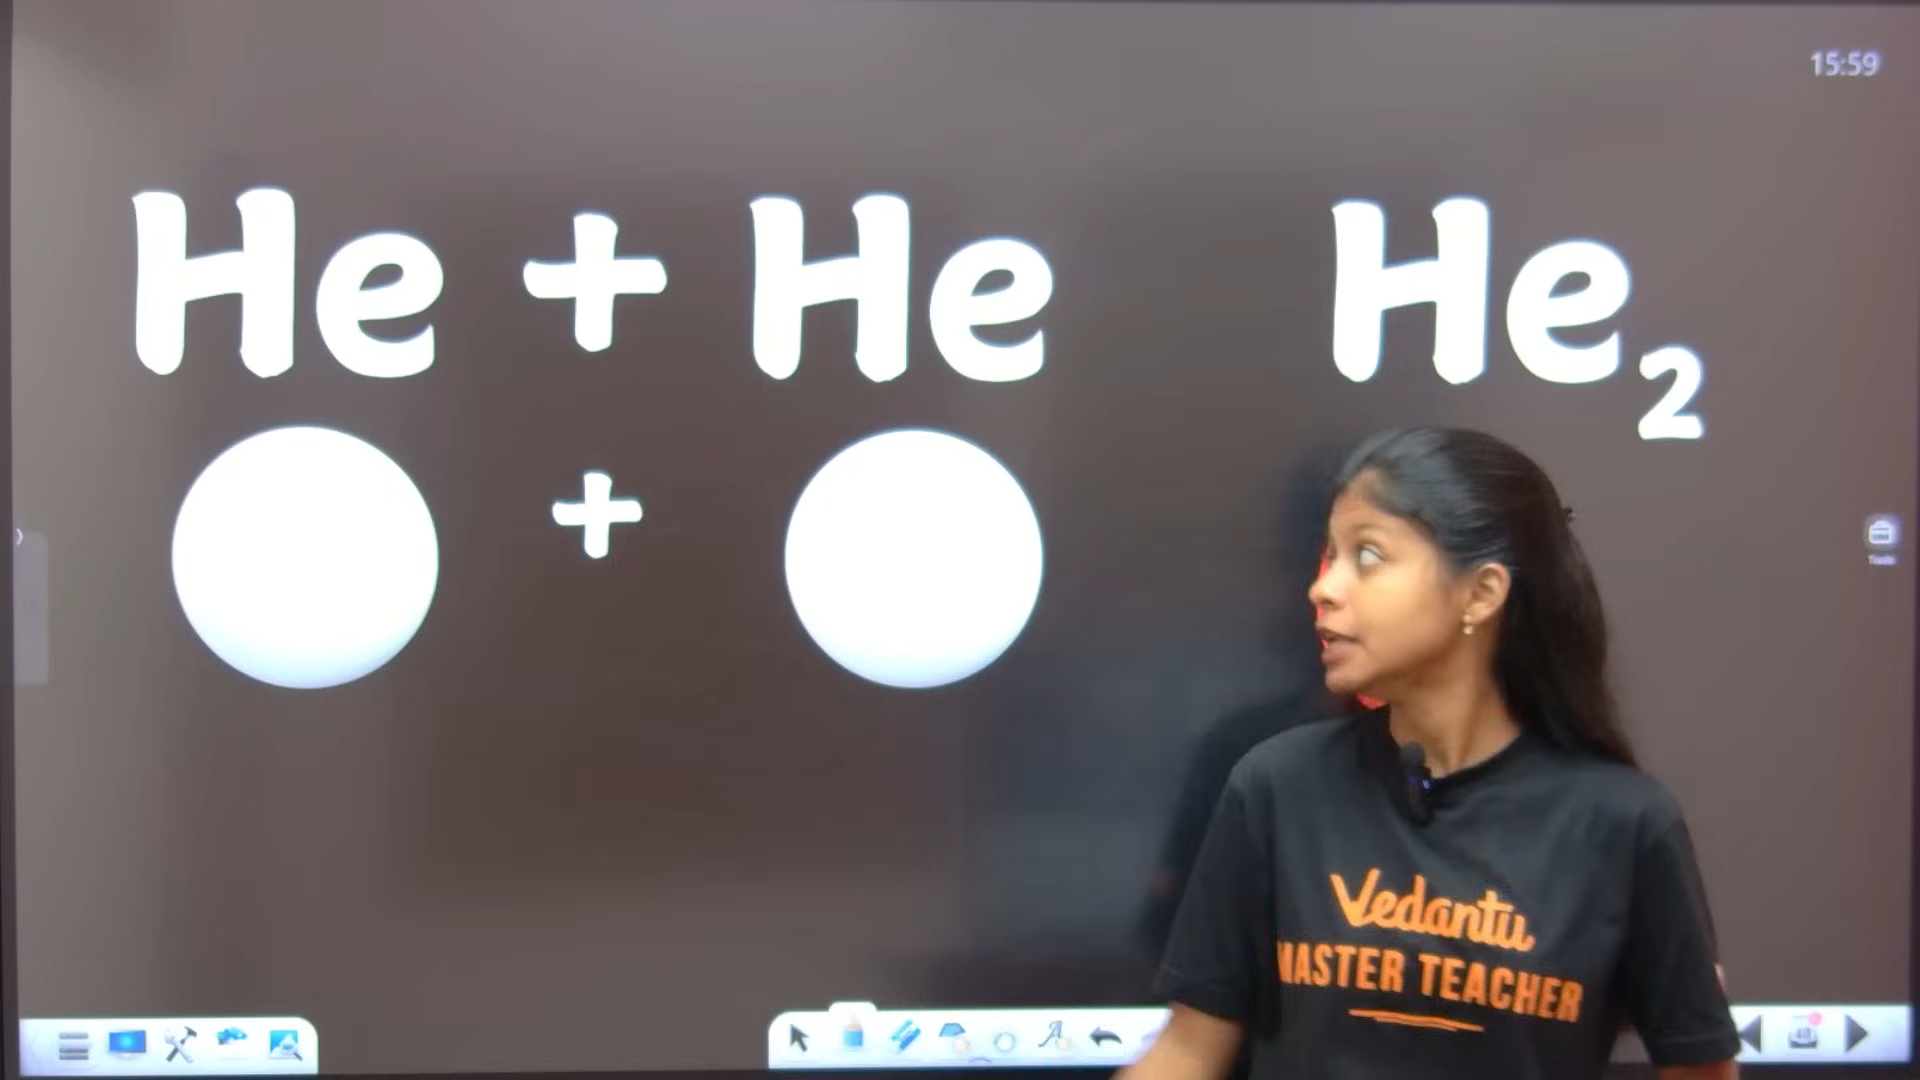 15:59
He + He He₂
+
Vedantu
MASTER TEACHER